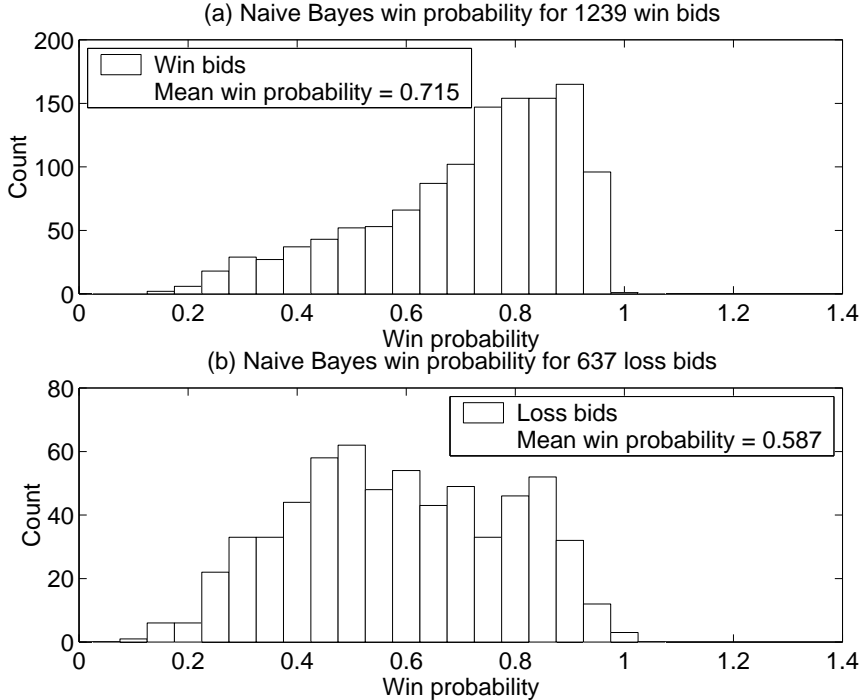 (a) Naive Bayes win probability for 1239 win bids
200
150
100
50
0
Count
Win bids
Mean win probability = 0.715
0 0.2 0.4 0.6 0.8 1 1.2 1.4
Win probability
(b) Naive Bayes win probability for 637 loss bids
80
60
40
20
0
Count
Loss bids
Mean win probability = 0.587
0 0.2 0.4 0.6 0.8 1 1.2 1.4
Win probability